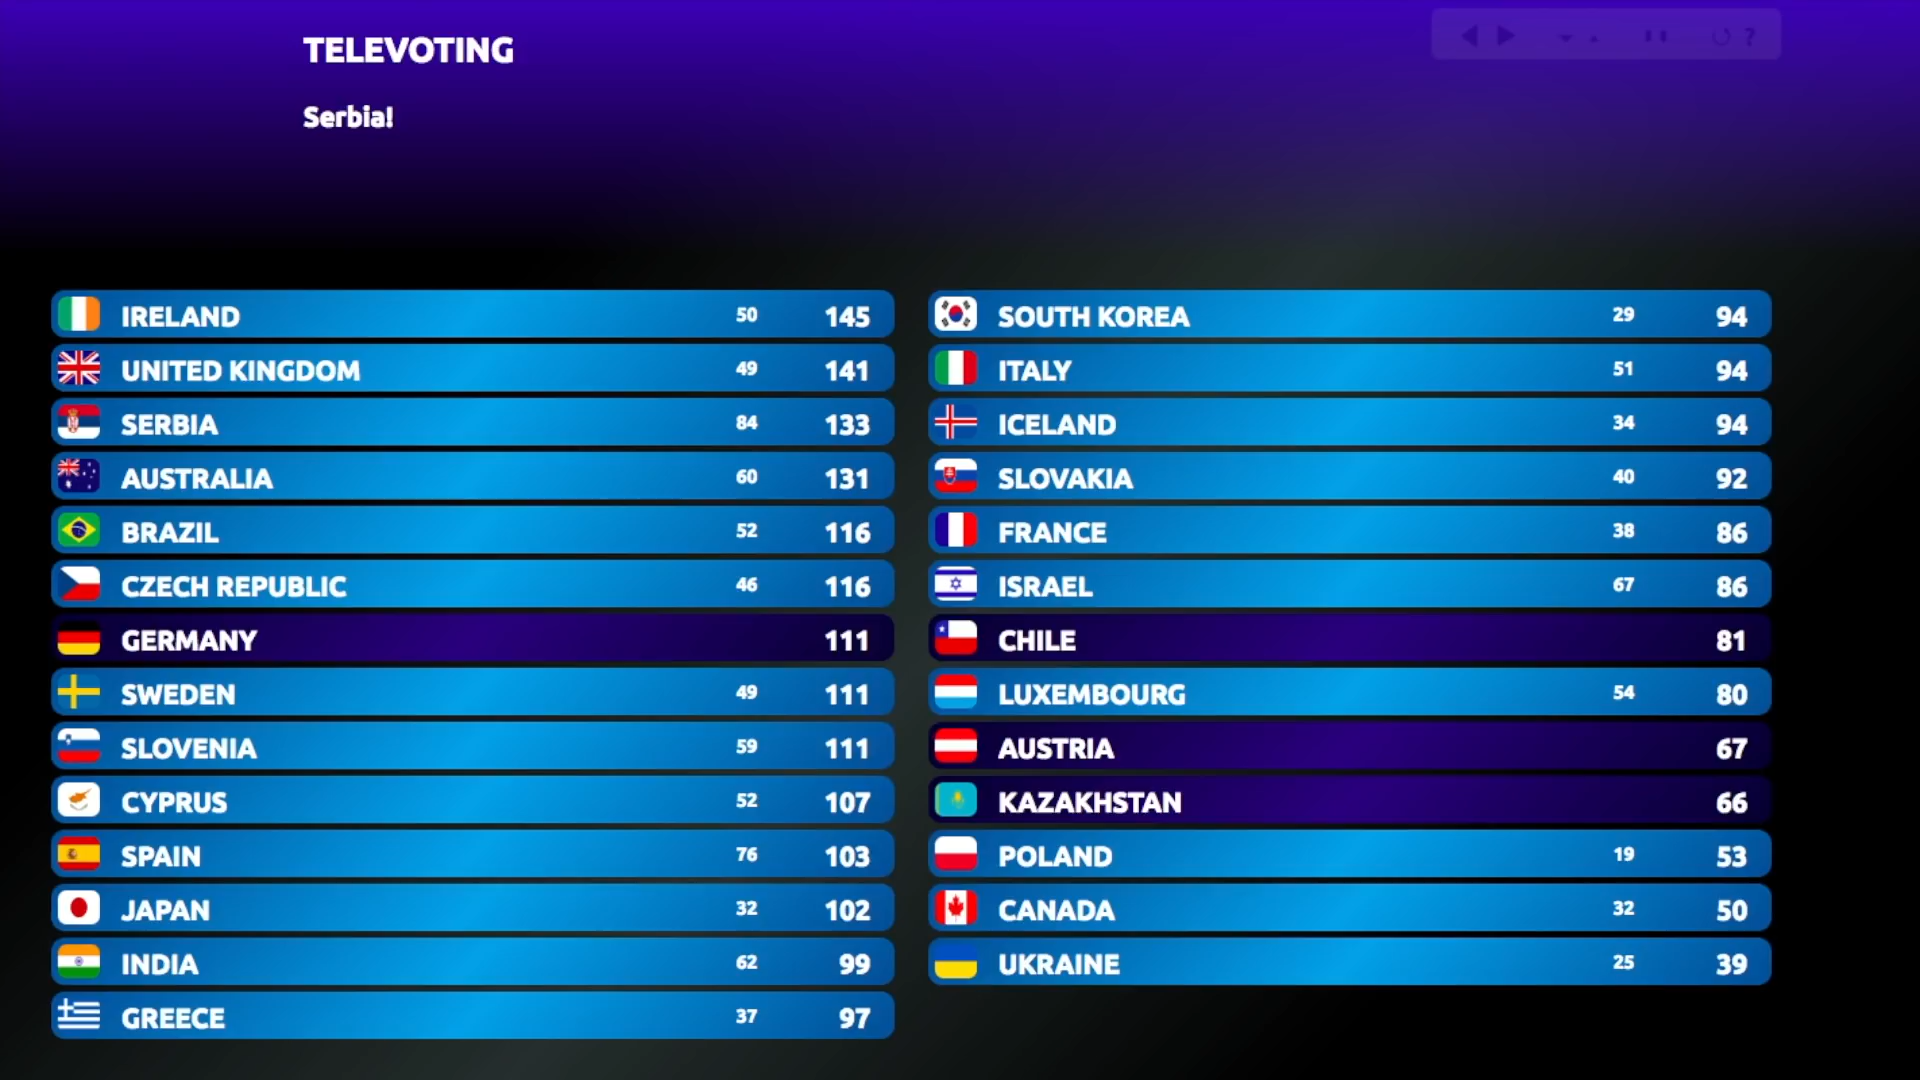 TELEVOTING
?
Serbia!
IRELAND 50 145
UNITED KINGDOM 49 141
SERBIA 84 133
AUSTRALIA 60 131
BRAZIL 52 116
CZECH REPUBLIC 46 116
GERMANY 111
SWEDEN 49 111
SLOVENIA 59 111
CYPRUS 52 107
SPAIN 76 103
JAPAN 32 102
INDIA 62 99
GREECE 37 97
SOUTH KOREA 29 94
ITALY 51 94
ICELAND 34 94
SLOVAKIA 40 92
FRANCE 38 86
ISRAEL 67 86
CHILE 81
LUXEMBOURG 54 80
AUSTRIA 67
KAZAKHSTAN 66
POLAND 19 53
CANADA 32 50
UKRAINE 25 39